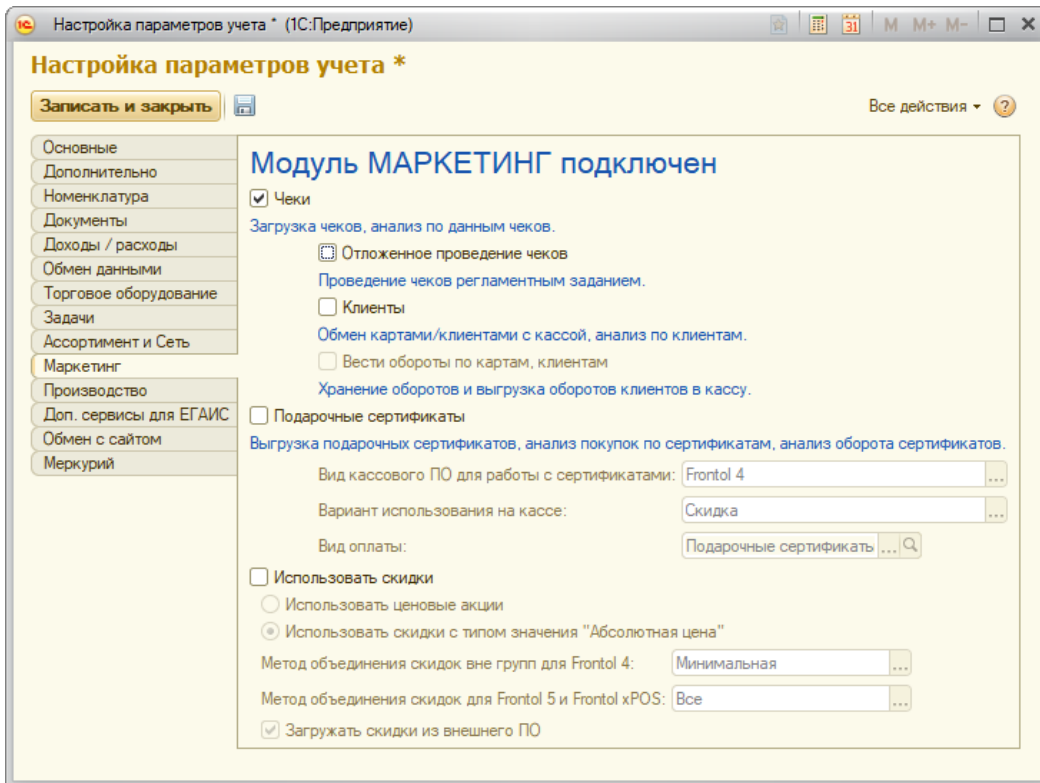 1С Настройка параметров учета * (1С:Предприятие) 31 M M+ M-
Настройка параметров учета *
Записать и закрыть Все действия ?
Основные
Дополнительно
Номенклатура
Документы
Доходы / расходы
Обмен данными
Торговое оборудование
Задачи
Ассортимент и Сеть
Маркетинг
Производство
Доп. сервисы для ЕГАИС
Обмен с сайтом
Меркурий
Модуль МАРКЕТИНГ подключен
Чеки
Загрузка чеков, анализ по данным чеков.
Отложенное проведение чеков
Проведение чеков регламентным заданием.
Клиенты
Обмен картами/клиентами с кассой, анализ по клиентам.
Вести обороты по картам, клиентам
Хранение оборотов и выгрузка оборотов клиентов в кассу.
Подарочные сертификаты
Выгрузка подарочных сертификатов, анализ покупок по сертификатам, анализ оборота сертификатов.
Вид кассового ПО для работы с сертификатами: Frontol 4 ...
Вариант использования на кассе: Скидка ...
Вид оплаты: Подарочные сертификать ...
Использовать скидки
Использовать ценовые акции
Использовать скидки с типом значения "Абсолютная цена"
Метод объединения скидок вне групп для Frontol 4: Минимальная ...
Метод объединения скидок для Frontol 5 и Frontol xPOS: Все ...
Загружать скидки из внешнего ПО